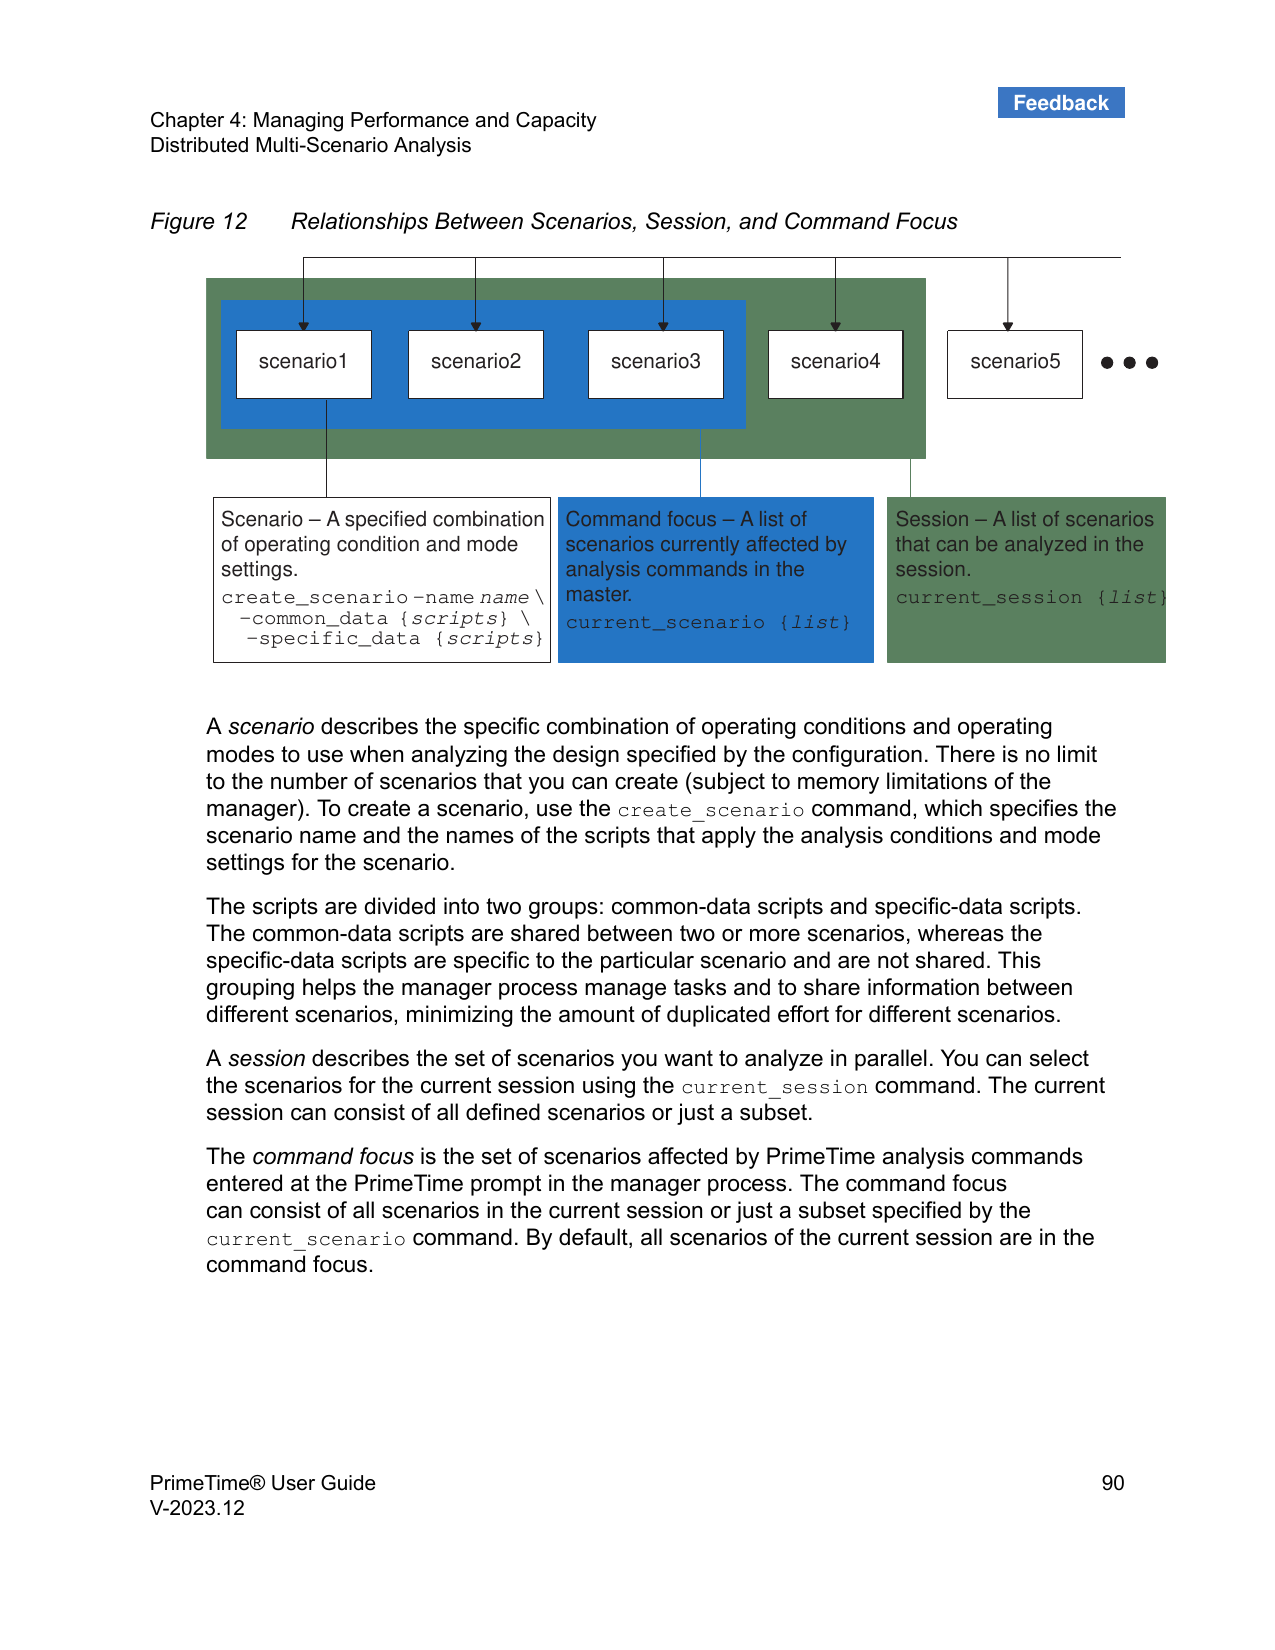 Feedback
Chapter 4: Managing Performance and Capacity
Distributed Multi-Scenario Analysis
Figure 12 Relationships Between Scenarios, Session, and Command Focus
scenario1 scenario2 scenario3 scenario4 scenario5
Scenario – A specified combination
of operating condition and mode
settings.
create_scenario –name name \
–common_data {scripts} \
–specific_data {scripts}
Command focus – A list of
scenarios currently affected by
analysis commands in the
master.
current_scenario {list}
Session – A list of scenarios
that can be analyzed in the
session.
current_session {list}
A scenario describes the specific combination of operating conditions and operating
modes to use when analyzing the design specified by the configuration. There is no limit
to the number of scenarios that you can create (subject to memory limitations of the
manager). To create a scenario, use the create_scenario command, which specifies the
scenario name and the names of the scripts that apply the analysis conditions and mode
settings for the scenario.
The scripts are divided into two groups: common-data scripts and specific-data scripts.
The common-data scripts are shared between two or more scenarios, whereas the
specific-data scripts are specific to the particular scenario and are not shared. This
grouping helps the manager process manage tasks and to share information between
different scenarios, minimizing the amount of duplicated effort for different scenarios.
A session describes the set of scenarios you want to analyze in parallel. You can select
the scenarios for the current session using the current_session command. The current
session can consist of all defined scenarios or just a subset.
The command focus is the set of scenarios affected by PrimeTime analysis commands
entered at the PrimeTime prompt in the manager process. The command focus
can consist of all scenarios in the current session or just a subset specified by the
current_scenario command. By default, all scenarios of the current session are in the
command focus.
PrimeTime® User Guide 90
V-2023.12